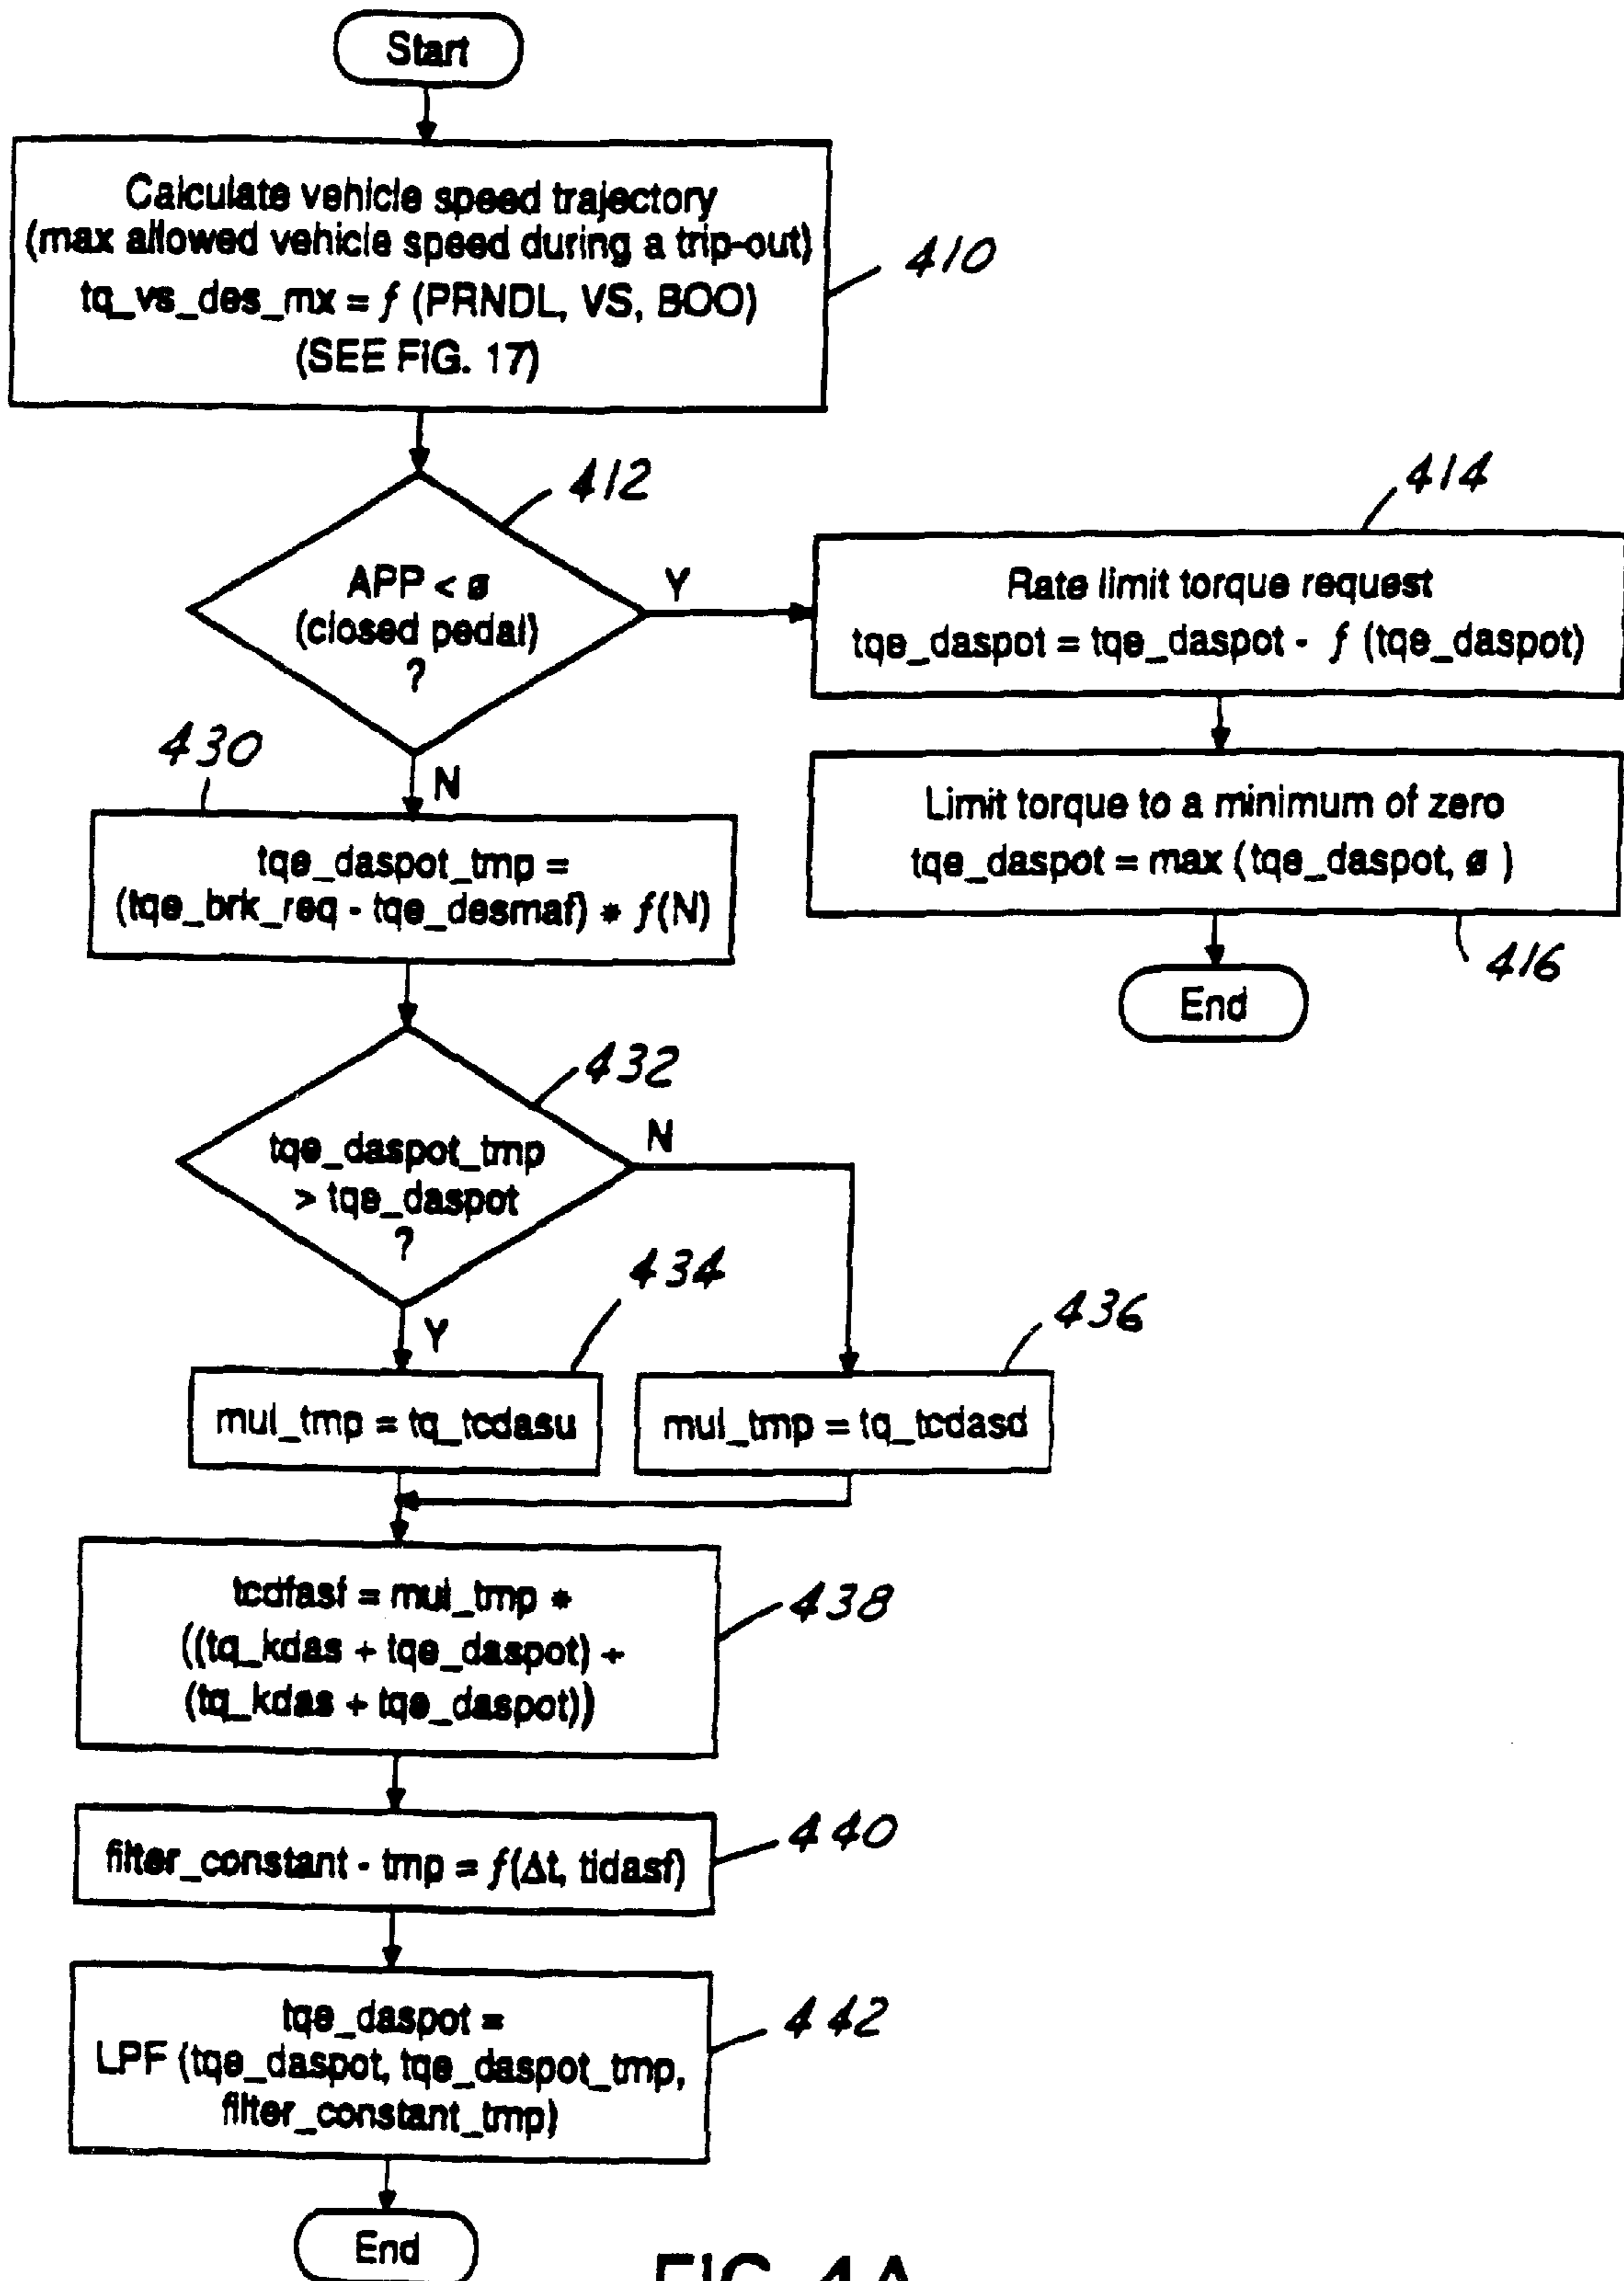 Start
Calculate vehicle speed trajectory
(max allowed vehicle speed during a trip-out)
tq_vs_des_mx = ƒ (PRNDL, VS, BOO)
(SEE FIG. 17)
410
412
APP < ø
(closed pedal)
?
Y
N
414
Rate limit torque request
tqe_daspot = tqe_daspot - ƒ (tqe_daspot)
Limit torque to a minimum of zero
tqe_daspot = max (tqe_daspot, ø )
416
End
430
tqe_daspot_tmp =
(tqe_brk_req - tqe_desmaf) * ƒ(N)
432
tqe_daspot_tmp
> tqe_daspot
?
N
Y
434
mul_tmp = tq_tcdasu
436
mul_tmp = tq_tcdasd
tcdfasf = mul_tmp *
((tq_kdas + tqe_daspot) +
(tq_kdas + tqe_daspot))
438
filter_constant - tmp = ƒ(Δt, tidasf)
440
tqe_daspot =
LPF (tqe_daspot, tqe_daspot_tmp,
filter_constant_tmp)
442
End
FIG. 4A